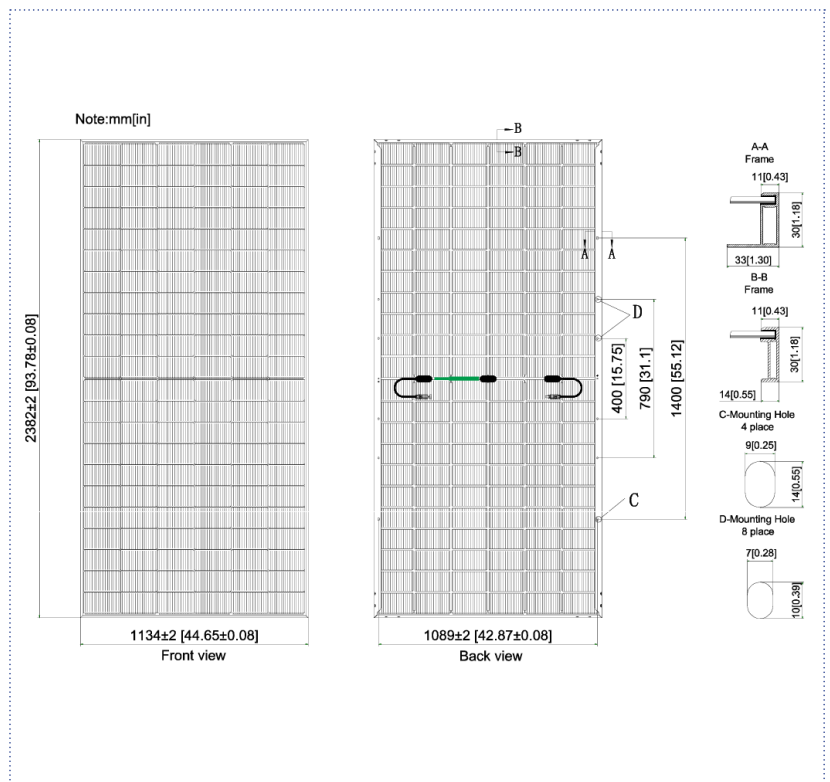 Note:mm[in]
2382±2 [93.78±0.08]
1134±2 [44.65±0.08]
Front view
B
B
A
A
D
400 [15.75]
790 [31.1]
1400 [55.12]
C
1089±2 [42.87±0.08]
Back view
A-A
Frame
11[0.43]
30[1.18]
33[1.30]
B-B
Frame
11[0.43]
30[1.18]
14[0.55]
C-Mounting Hole
4 place
9[0.25]
14[0.55]
D-Mounting Hole
8 place
7[0.28]
10[0.39]